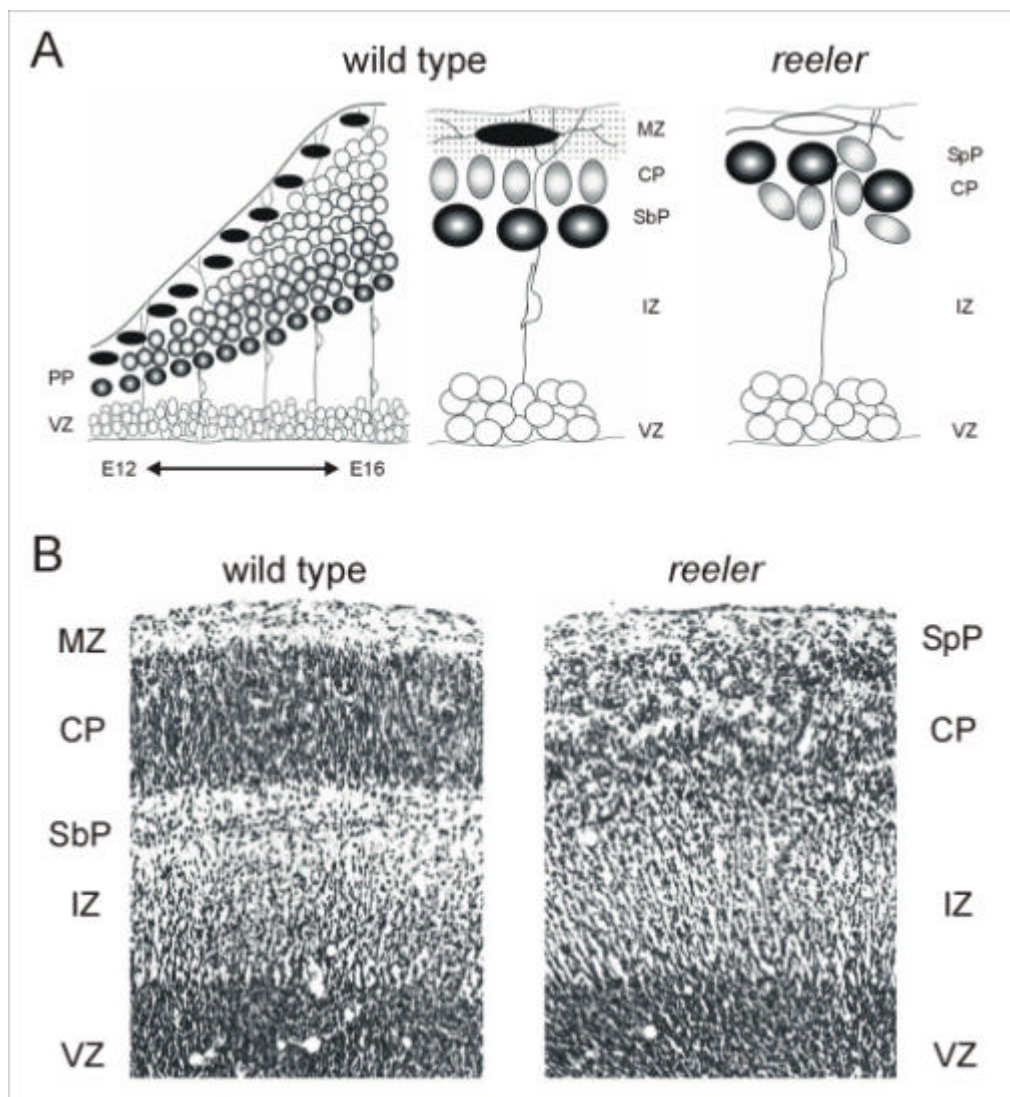 A
wild type
reeler
MZ
CP
SbP
IZ
VZ
SpP
CP
IZ
VZ
PP
VZ
E12
E16
B
wild type
reeler
MZ
CP
SbP
IZ
VZ
SpP
CP
IZ
VZ